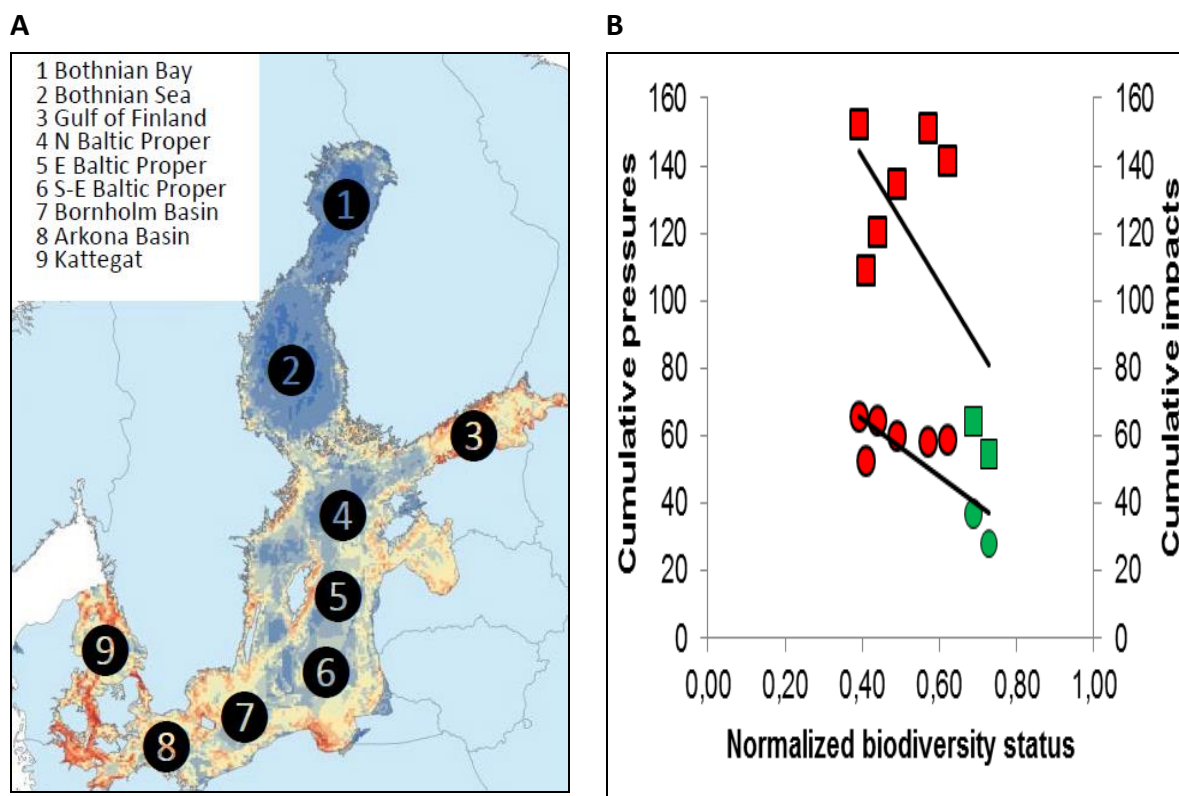 A
1 Bothnian Bay
2 Bothnian Sea
3 Gulf of Finland
4 N Baltic Proper
5 E Baltic Proper
6 S-E Baltic Proper
7 Bornholm Basin
8 Arkona Basin
9 Kattegat
1
2
3
4
5
6
7
8
9
B
Cumulative pressures
160
140
120
100
80
60
40
20
0
160
140
120
100
80
60
40
20
0
Cumulative impacts
0,00 0,20 0,40 0,60 0,80 1,00
Normalized biodiversity status